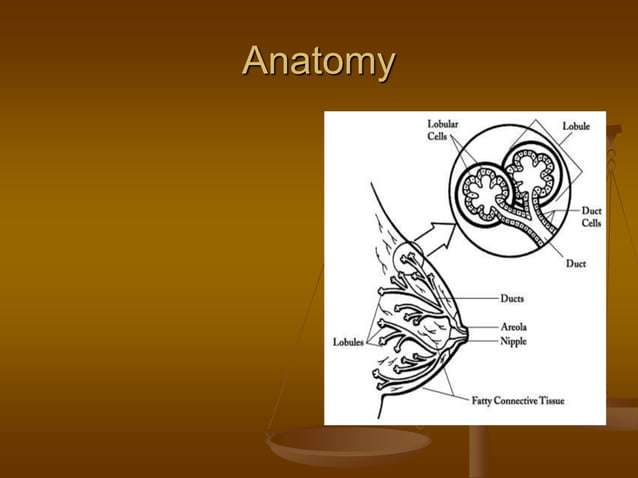 Anatomy
Lobular
Cells
Lobule
Duct
Cells
Duct
Ducts
Areola
Nipple
Lobules
Fatty Connective Tissue